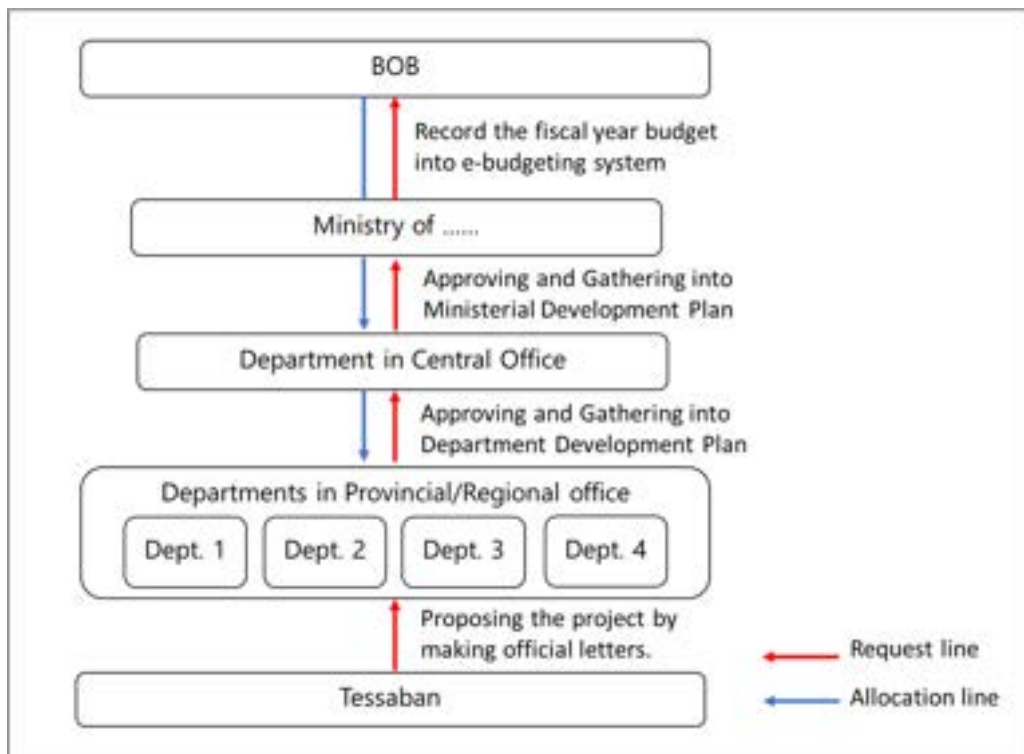 BOB
Record the fiscal year budget
into e-budgeting system
Ministry of ......
Approving and Gathering into
Ministerial Development Plan
Department in Central Office
Approving and Gathering into
Department Development Plan
Departments in Provincial/Regional office
Dept. 1
Dept. 2
Dept. 3
Dept. 4
Proposing the project by
making official letters.
Request line
Tessaban
Allocation line